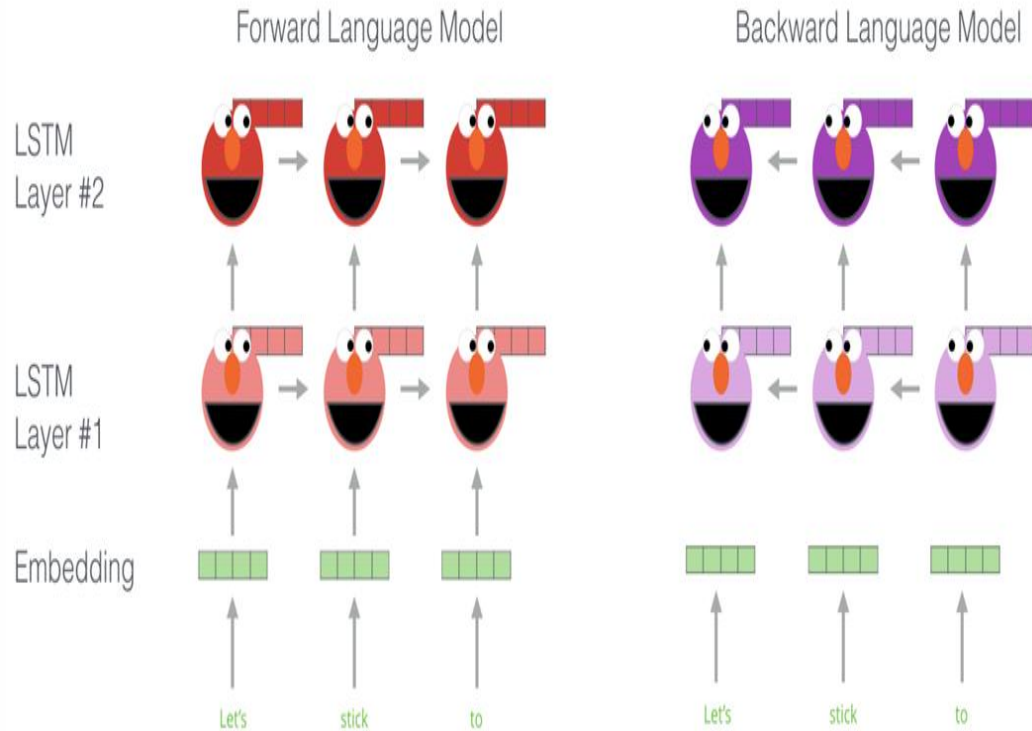 Forward Language Model
Backward Language Model
LSTM
Layer #2
LSTM
Layer #1
Embedding
Let's
stick
to
Let's
stick
to